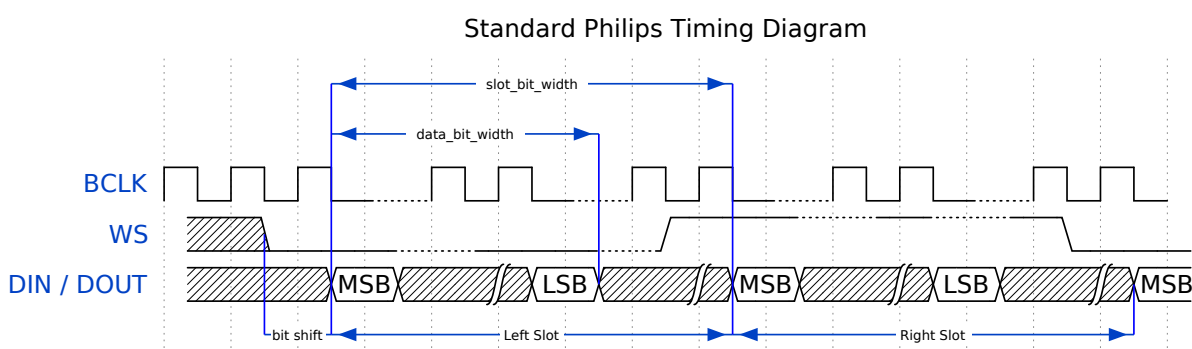 Standard Philips Timing Diagram
slot_bit_width
data_bit_width
BCLK
WS
DIN / DOUT
MSB
LSB
MSB
LSB
MSB
bit shift
Left Slot
Right Slot